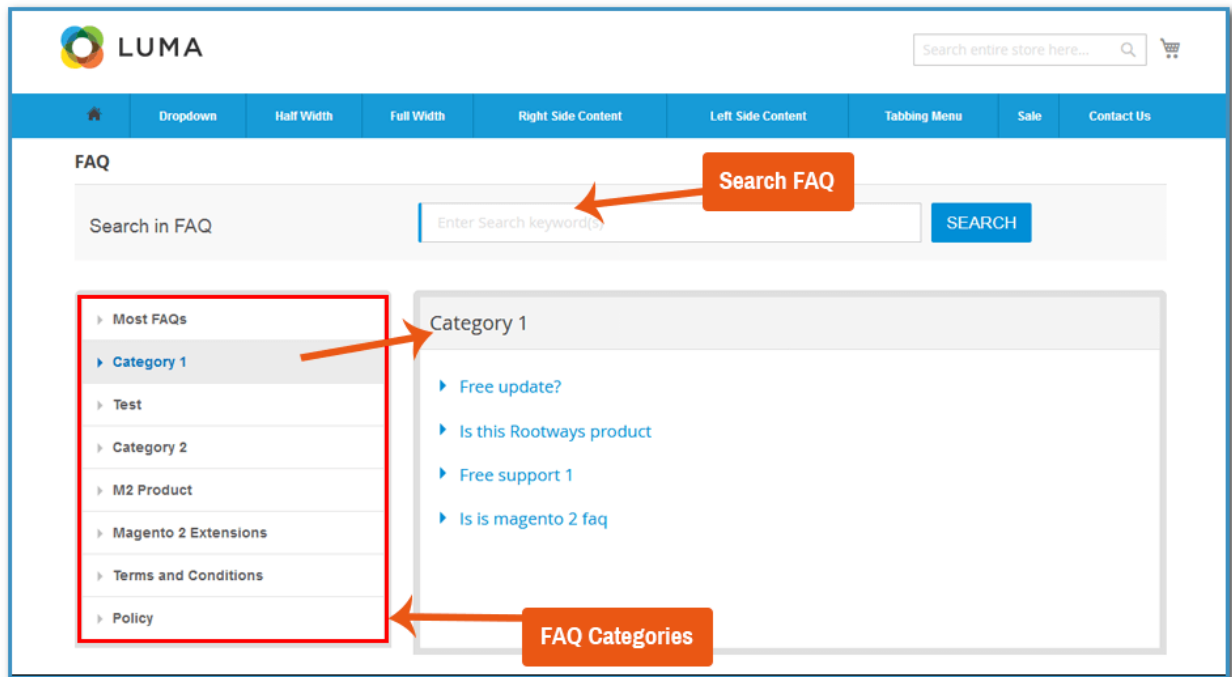 LUMA
Search entire store here...
Dropdown Half Width Full Width Right Side Content Left Side Content Tabbing Menu Sale Contact Us
FAQ
Search FAQ
Search in FAQ
Enter Search keyword(s)
SEARCH
Most FAQs
Category 1
Test
Category 2
M2 Product
Magento 2 Extensions
Terms and Conditions
Policy
Category 1
Free update?
Is this Rootways product
Free support 1
Is is magento 2 faq
FAQ Categories